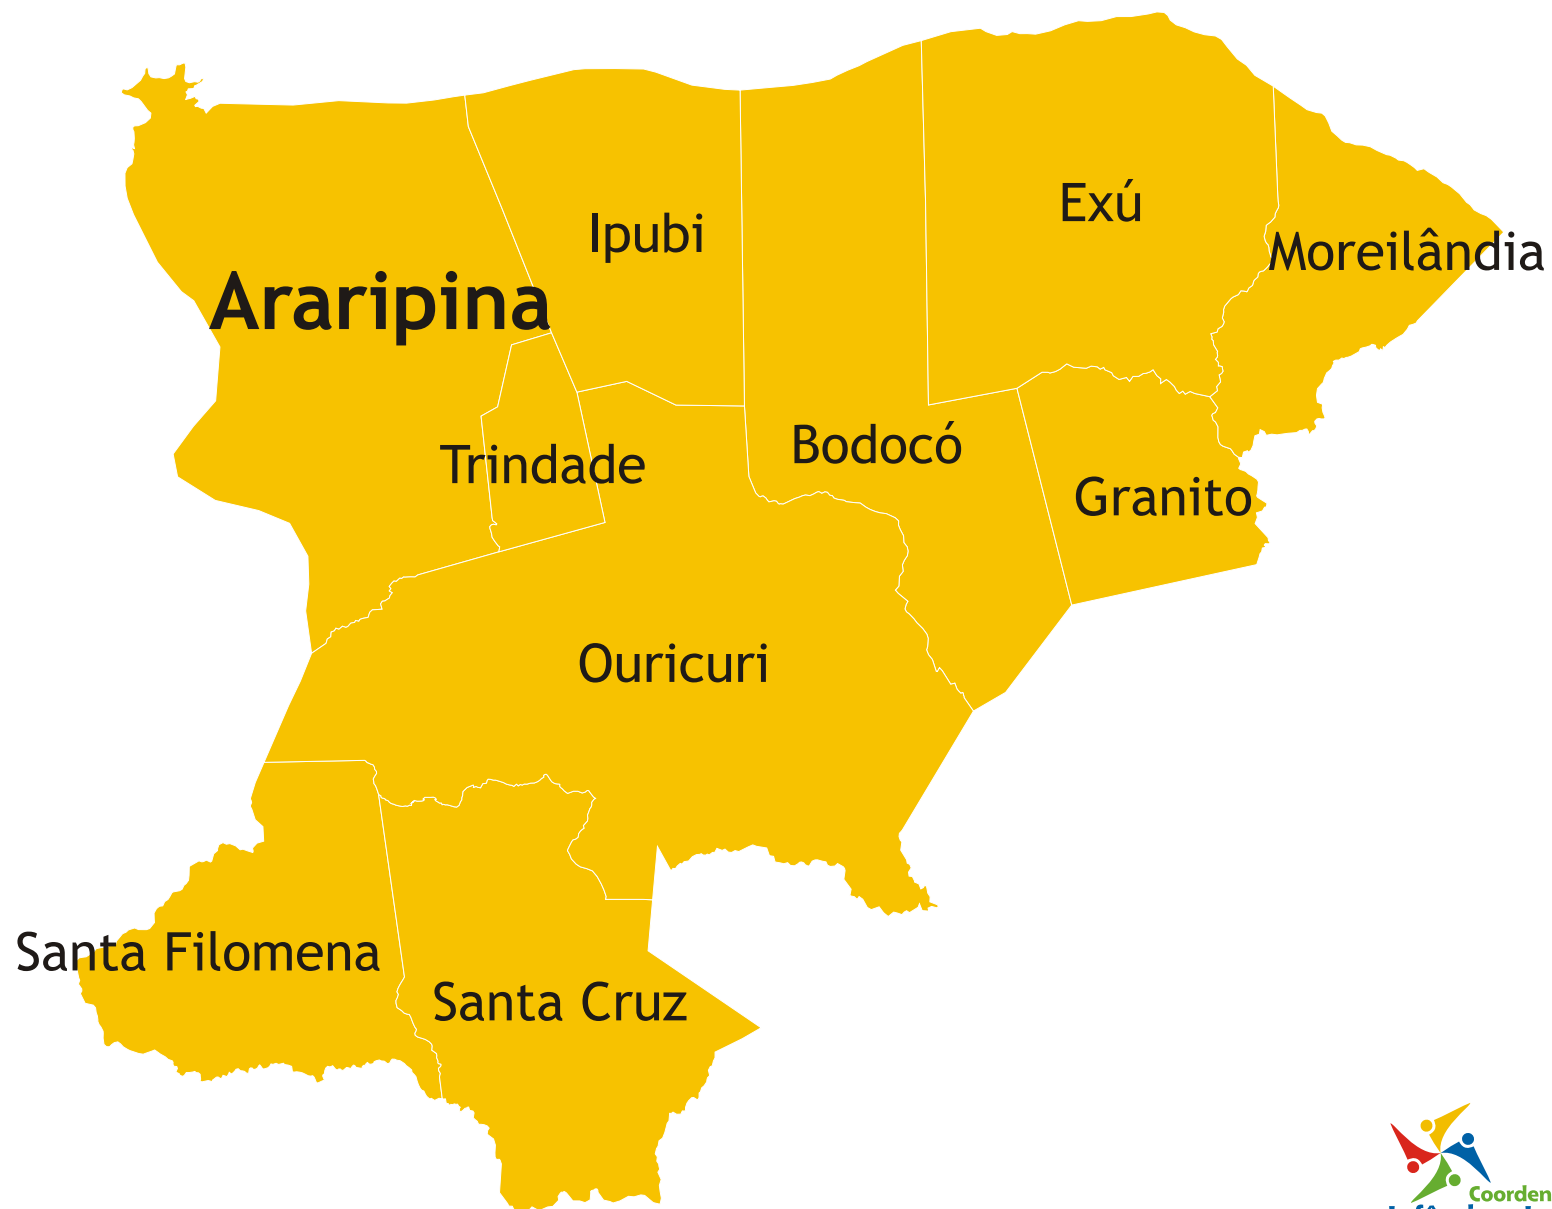 Exú
Ipubi
Moreilândia
Araripina
Bodocó
Trindade
Granito
Ouricuri
Santa Filomena
Santa Cruz
Coorden